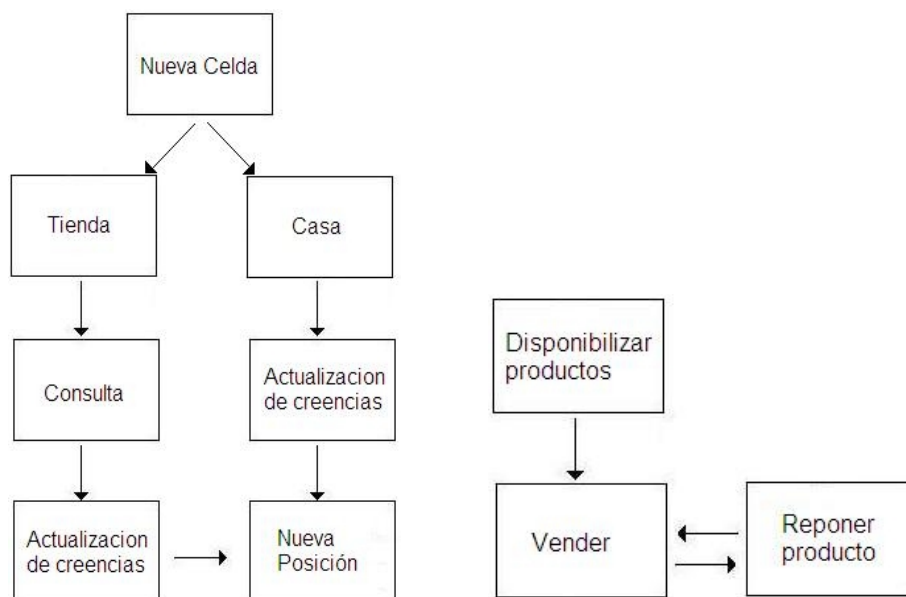 Nueva Celda
Tienda
Casa
Consulta
Actualizacion
de creencias
Actualizacion
de creencias
Nueva
Posición
Disponibilizar
productos
Vender
Reponer
producto